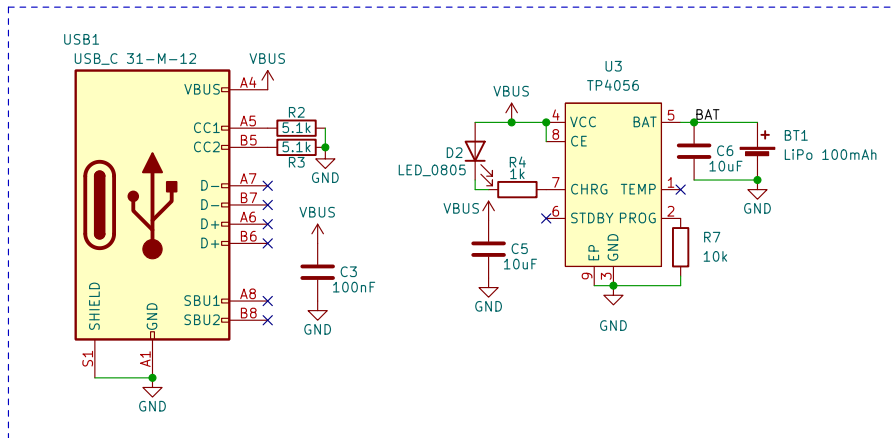 USB1
USB_C 31-M-12
VBUS
VBUS
A4
CC1
A5
R2
5.1k
CC2
B5
5.1k
R3
GND
D-
A7
D-
B7
D+
A6
D+
B6
VBUS
C3
100nF
GND
SBU1
A8
SBU2
B8
SHIELD
GND
S1
A1
GND
U3
TP4056
VBUS
4
VCC
BAT
5
BAT
8
CE
D2
LED_0805
R4
1k
7
CHRG
TEMP
1
C6
10uF
BT1
+
LiPo 100mAh
GND
VBUS
6
STDBY
PROG
2
C5
10uF
GND
R7
10k
EP
GND
9
3
GND